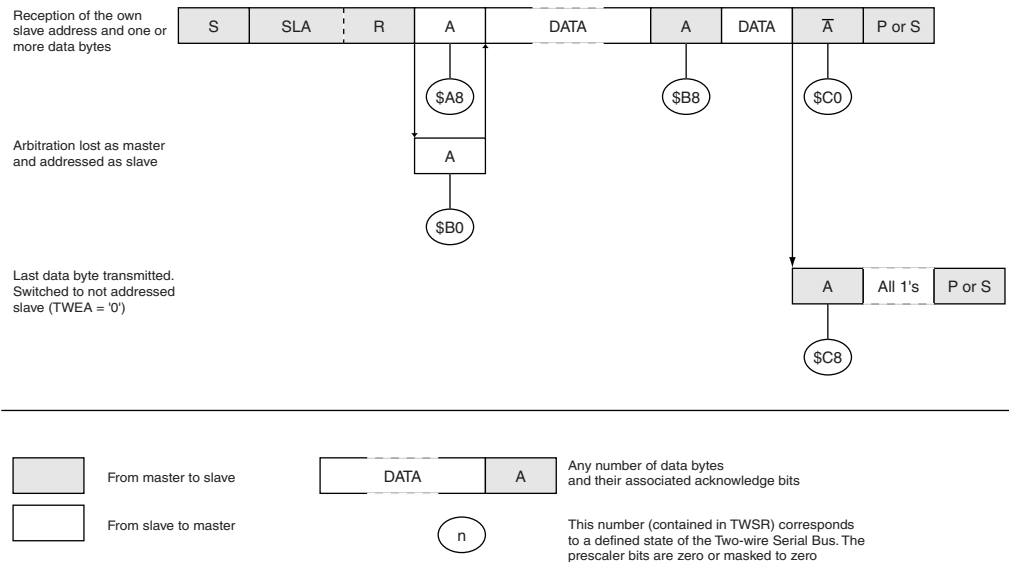 Reception of the own
slave address and one or
more data bytes
S SLA R A DATA A DATA A̅ P or S
$A8 $B8 $C0
Arbitration lost as master
and addressed as slave
A
$B0
Last data byte transmitted.
Switched to not addressed
slave (TWEA = '0')
A All 1's P or S
$C8
From master to slave
From slave to master
DATA A
Any number of data bytes
and their associated acknowledge bits
n
This number (contained in TWSR) corresponds
to a defined state of the Two-wire Serial Bus. The
prescaler bits are zero or masked to zero